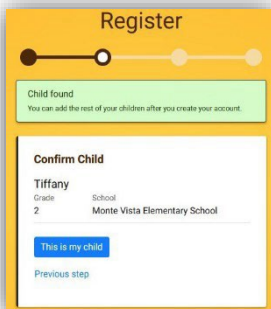 Register
Child found
You can add the rest of your children after you create your account.
Confirm Child
Tiffany
Grade School
2 Monte Vista Elementary School
This is my child
Previous step